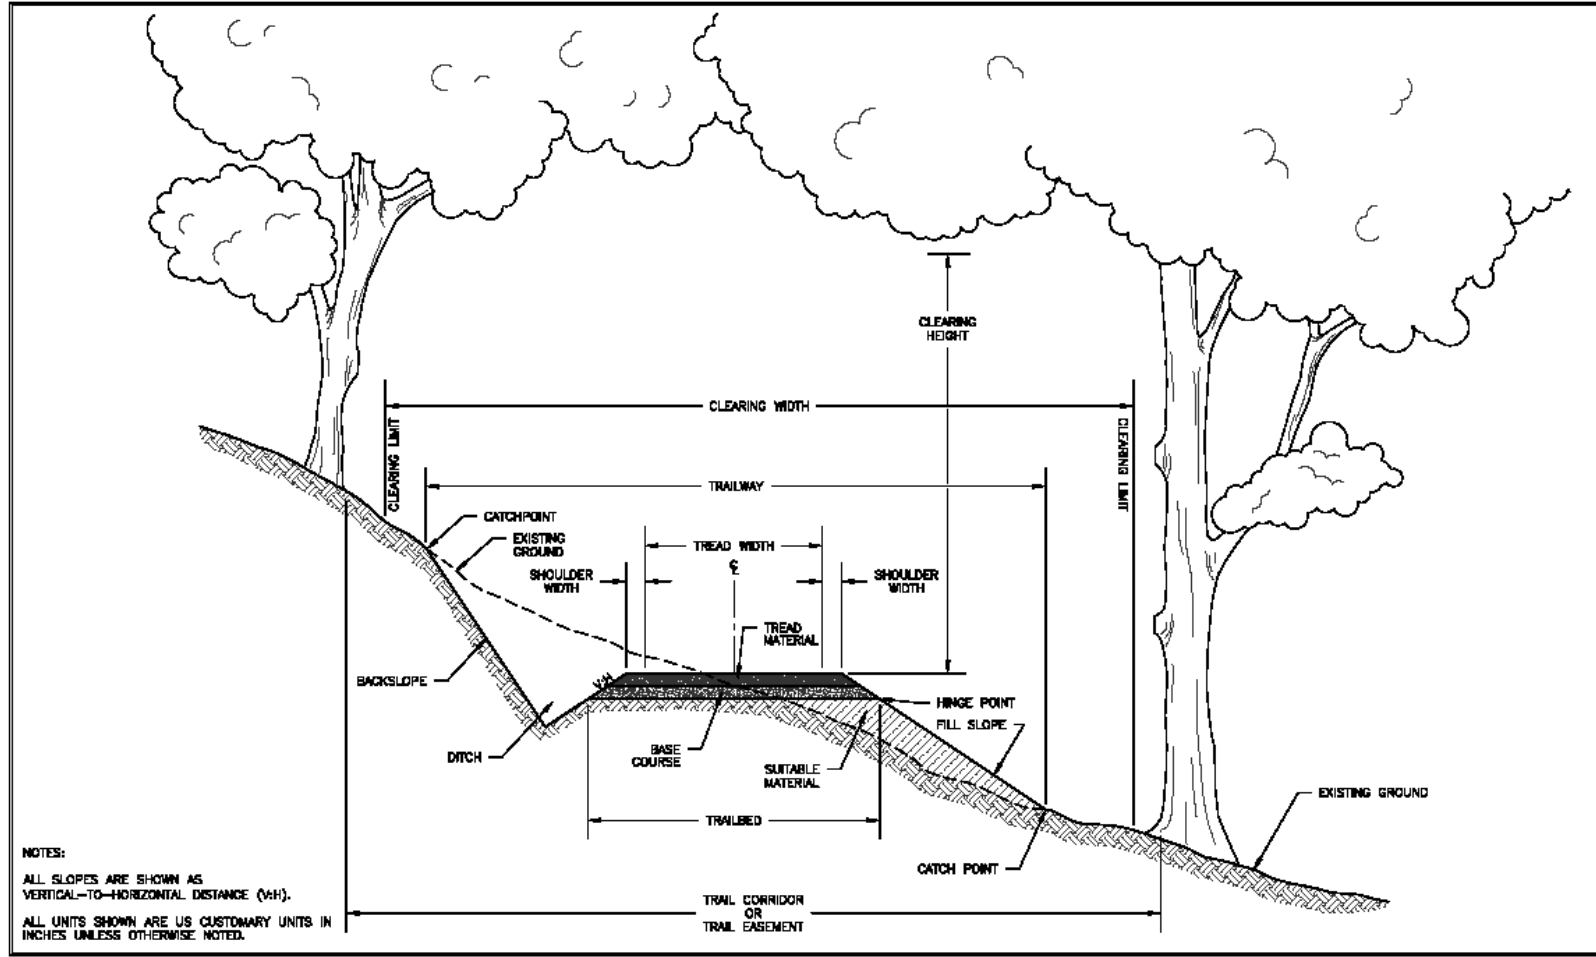 CLEARING
HEIGHT
CLEARING WIDTH
CLEARING LIMIT
CLEARING LIMIT
TRAILWAY
CATCHPOINT
EXISTING
GROUND
TREAD WIDTH
℄
SHOULDER
WIDTH
SHOULDER
WIDTH
TREAD
MATERIAL
V:H
BACKSLOPE
HINGE POINT
FILL SLOPE
DITCH
BASE
COURSE
SUITABLE
MATERIAL
EXISTING GROUND
TRAILBED
CATCH POINT
NOTES:
ALL SLOPES ARE SHOWN AS
VERTICAL-TO-HORIZONTAL DISTANCE (V:H).
ALL UNITS SHOWN ARE US CUSTOMARY UNITS IN
INCHES UNLESS OTHERWISE NOTED.
TRAIL CORRIDOR
OR
TRAIL EASEMENT